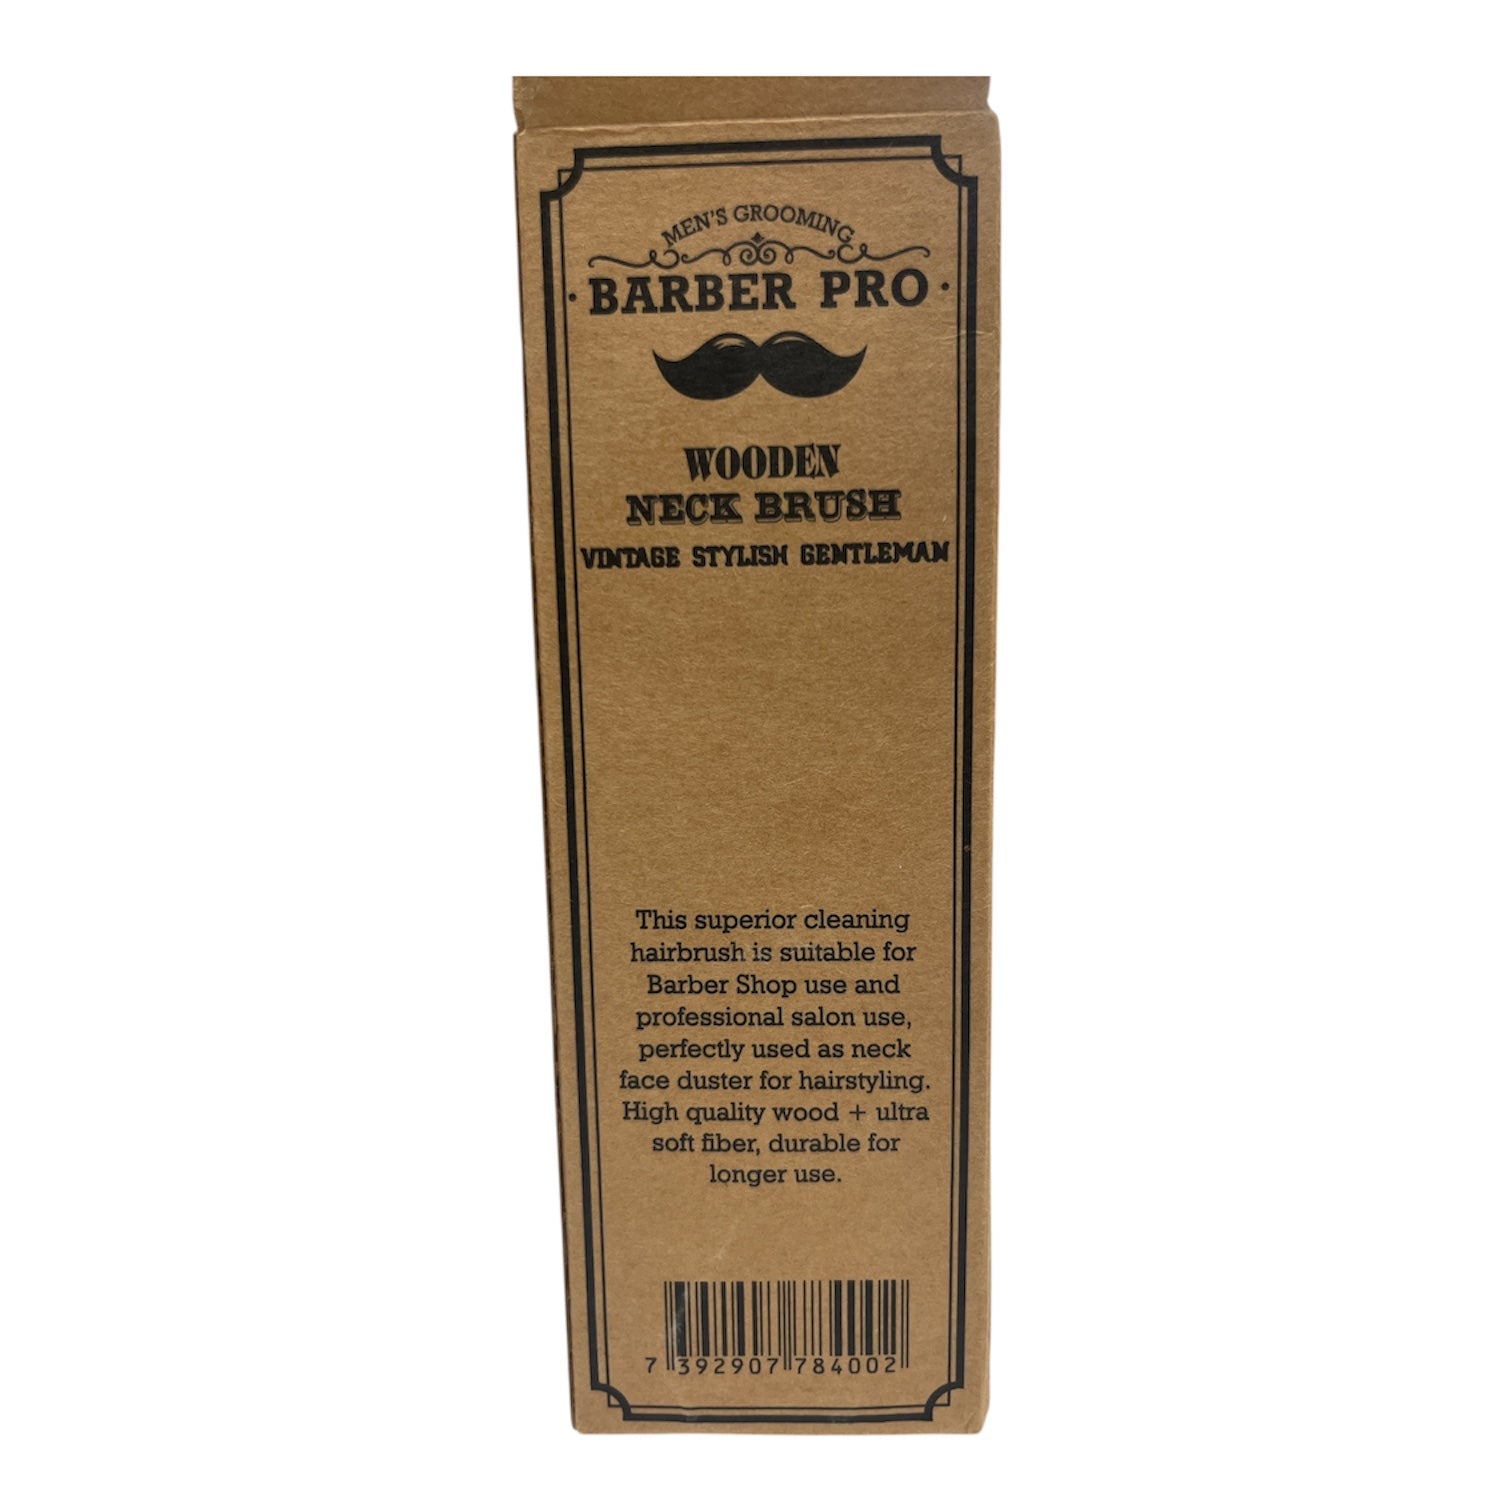 MEN'S GROOMING
BARBER PRO
WOODEN
NECK BRUSH
VINTAGE STYLISH GENTLEMAN
This superior cleaning
hairbrush is suitable for
Barber Shop use and
professional salon use,
perfectly used as neck
face duster for hairstyling.
High quality wood + ultra
soft fiber, durable for
longer use.
7 392907 784002